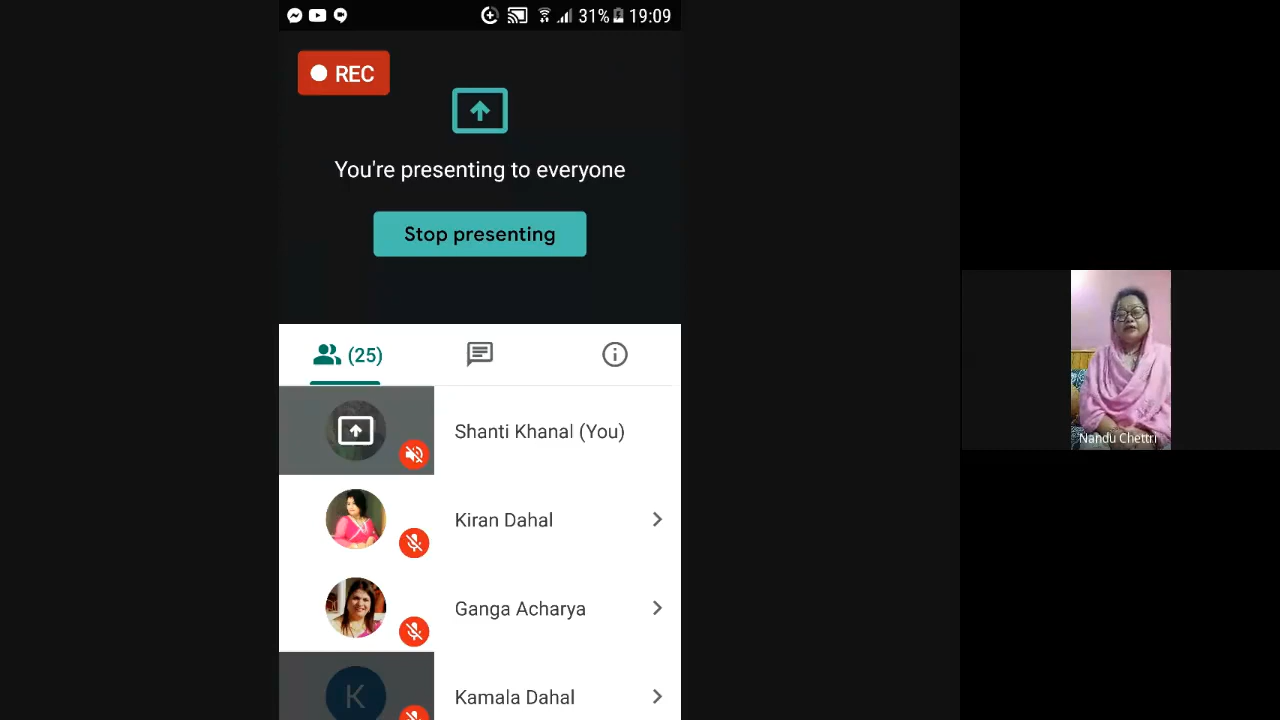 31% 19:09
REC
You're presenting to everyone
Stop presenting
(25)
Shanti Khanal (You)
Kiran Dahal
Ganga Acharya
K
Kamala Dahal
Nandu Chettri